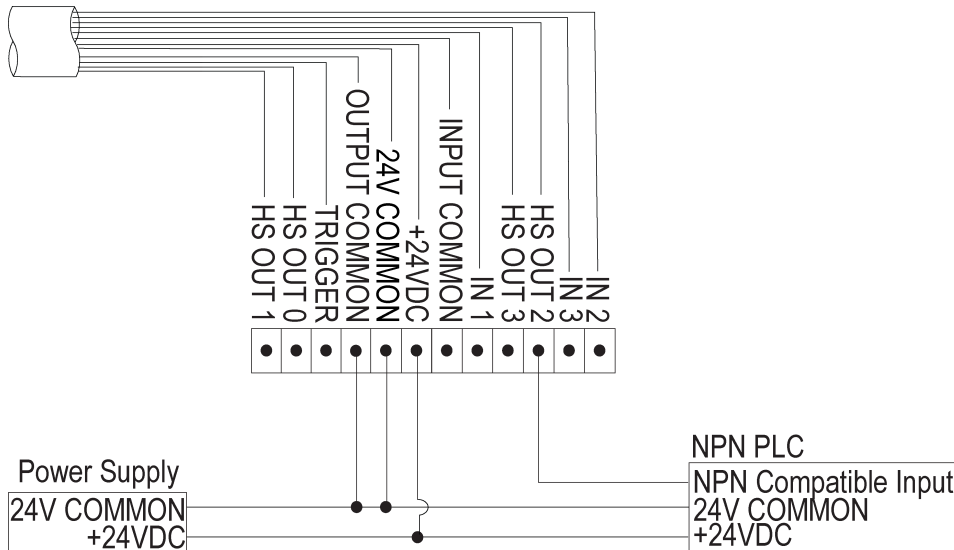 HS OUT 1
HS OUT 0
TRIGGER
OUTPUT COMMON
24V COMMON
+24VDC
INPUT COMMON
IN 1
HS OUT 3
HS OUT 2
IN 3
IN 2
Power Supply
24V COMMON
+24VDC
NPN PLC
NPN Compatible Input
24V COMMON
+24VDC